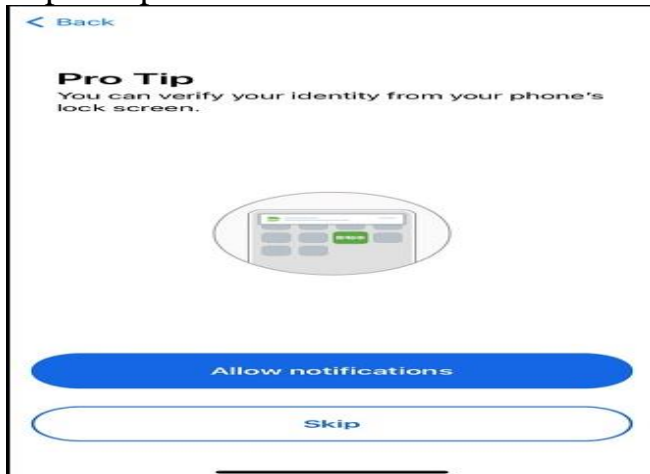 < Back
Pro Tip
You can verify your identity from your phone's
lock screen.
Allow notifications
Skip